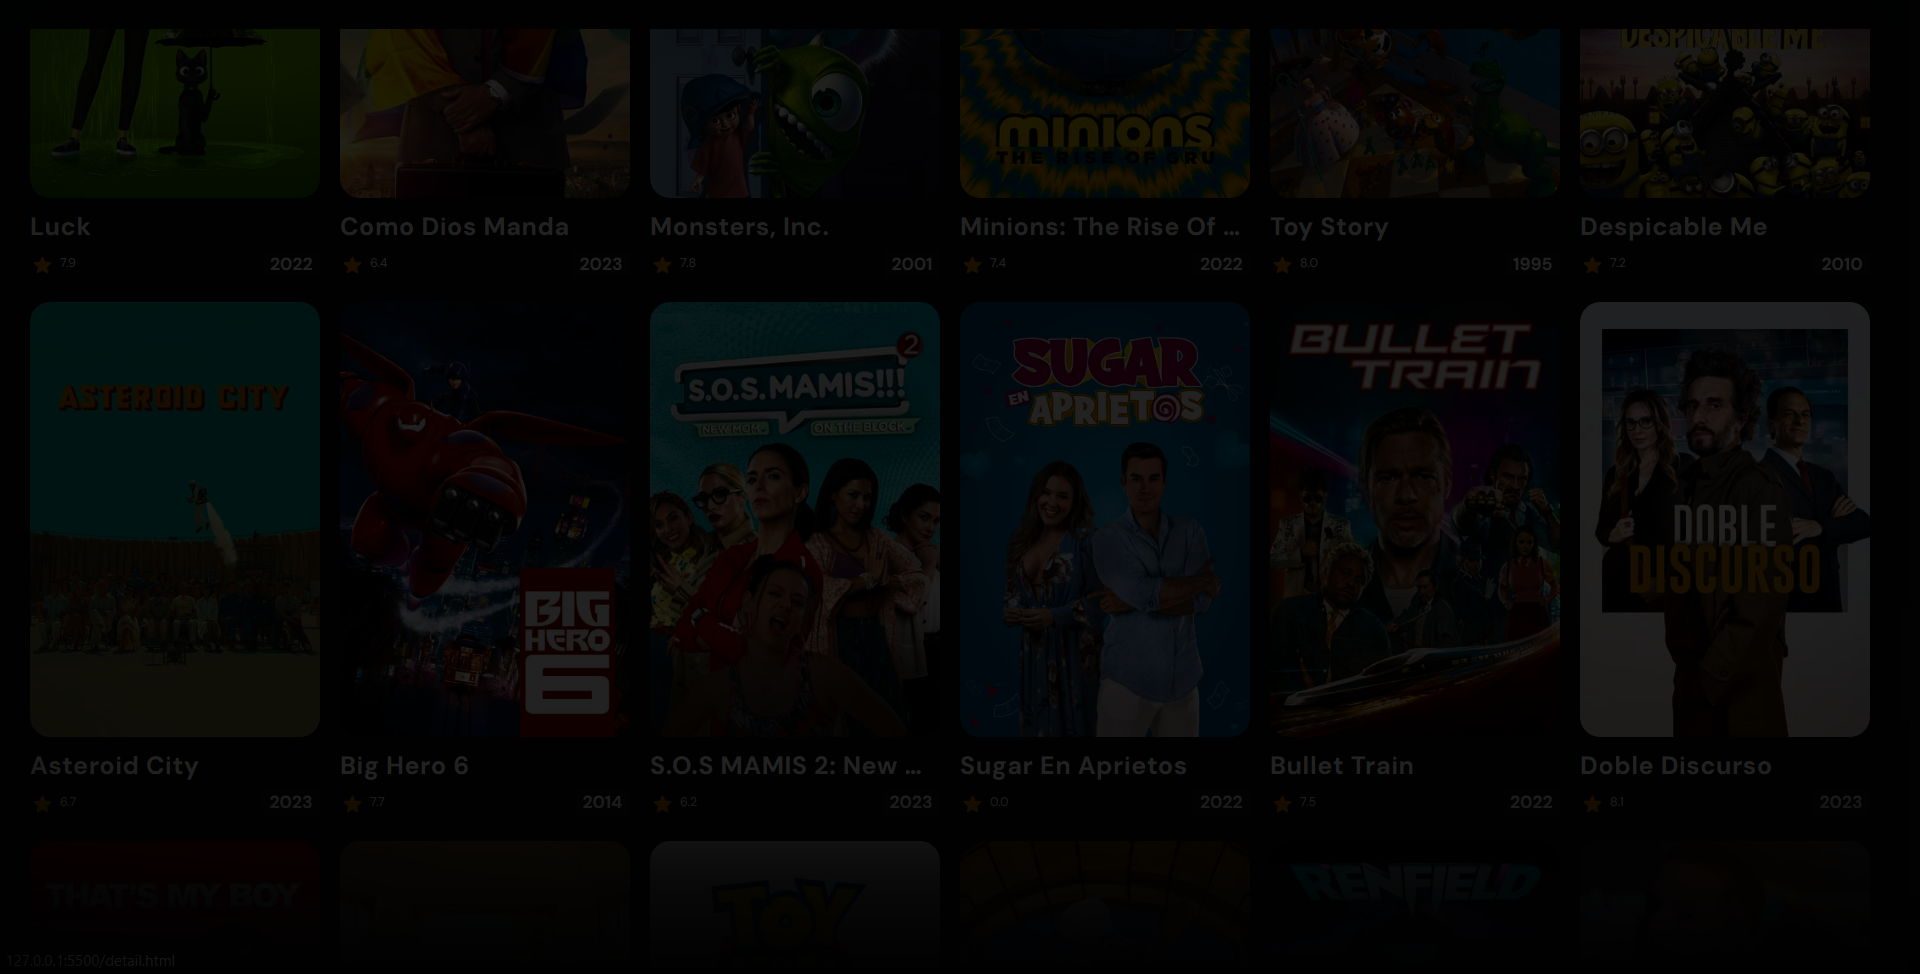 DESPICABLE ME
minions
THE RISE OF GRU
Luck
Como Dios Manda
Monsters, Inc.
Minions: The Rise Of ...
Toy Story
Despicable Me
7.9 2022
6.4 2023
7.8 2001
7.4 2022
8.0 1995
7.2 2010
ASTEROID CITY
BIG
HERO
6
2
S.O.S. MAMIS!!!
NEW MOM
ON THE BLOCK
SUGAR
EN
APRIETOS
BULLET
TRAIN
DOBLE
DISCURSO
Asteroid City
Big Hero 6
S.O.S MAMIS 2: New ...
Sugar En Aprietos
Bullet Train
Doble Discurso
6.7 2023
7.7 2014
6.2 2023
0.0 2022
7.5 2022
8.1 2023
THAT'S MY BOY
TOY
RENFIELD
127.0.0.1:5500/detail.html